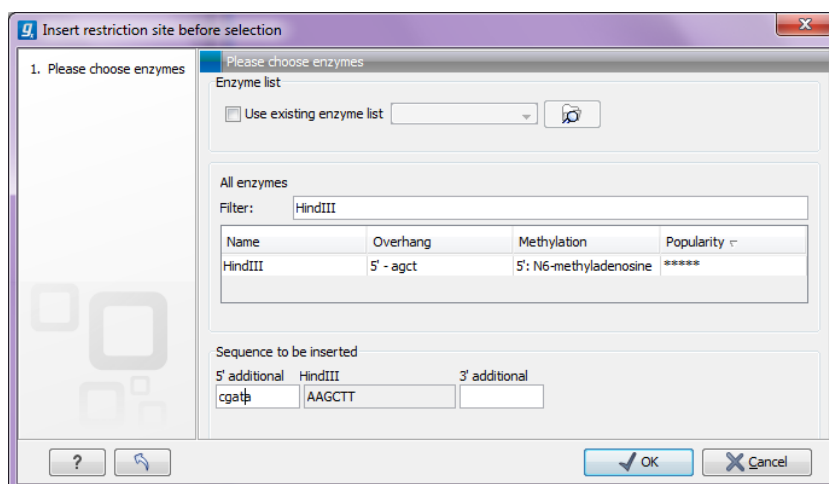 Insert restriction site before selection
1. Please choose enzymes
Please choose enzymes
Enzyme list
Use existing enzyme list
All enzymes
Filter: HindIII
Name Overhang Methylation Popularity
HindIII 5' - agct 5': N6-methyladenosine *****
Sequence to be inserted
5' additional HindIII 3' additional
cgata AAGCTT
? OK Cancel